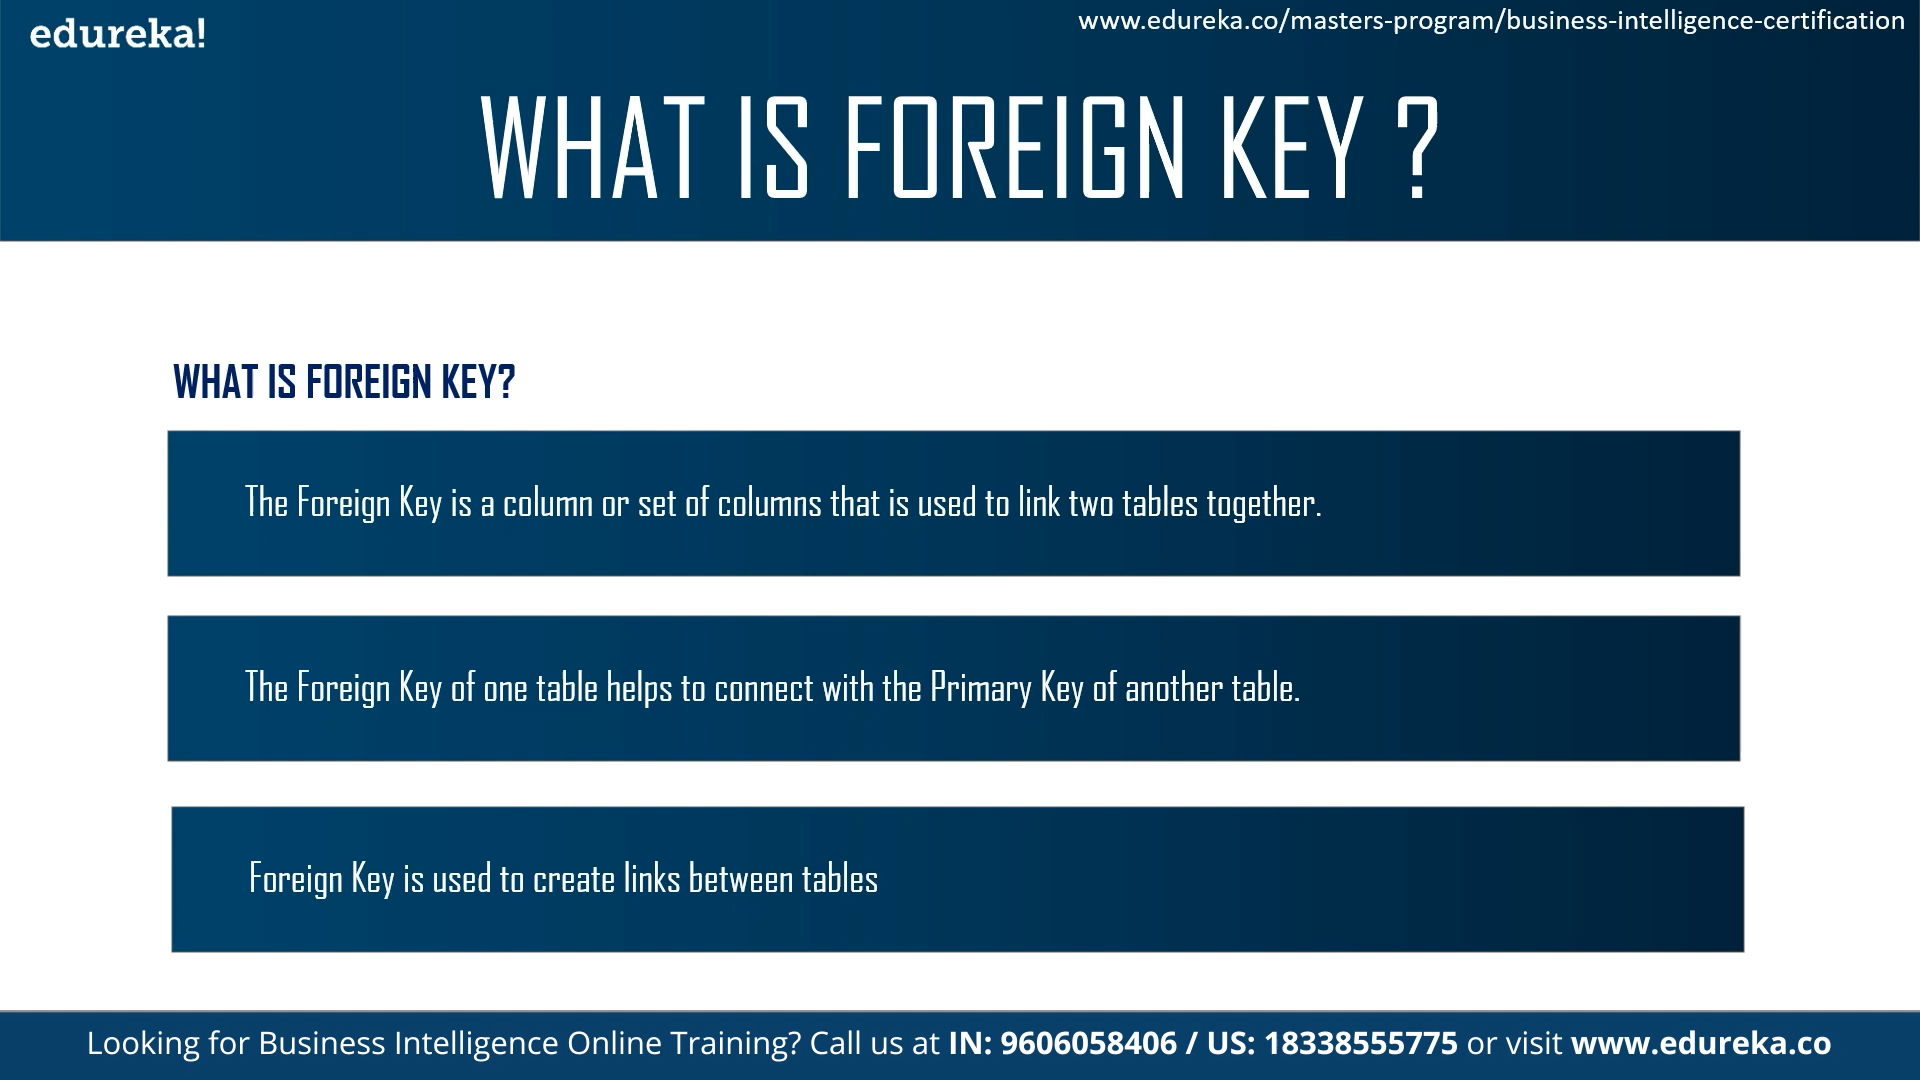 edureka!
www.edureka.co/masters-program/business-intelligence-certification
WHAT IS FOREIGN KEY ?
WHAT IS FOREIGN KEY?
The Foreign Key is a column or set of columns that is used to link two tables together.
The Foreign Key of one table helps to connect with the Primary Key of another table.
Foreign Key is used to create links between tables
Looking for Business Intelligence Online Training? Call us at IN: 9606058406 / US: 18338555775 or visit www.edureka.co